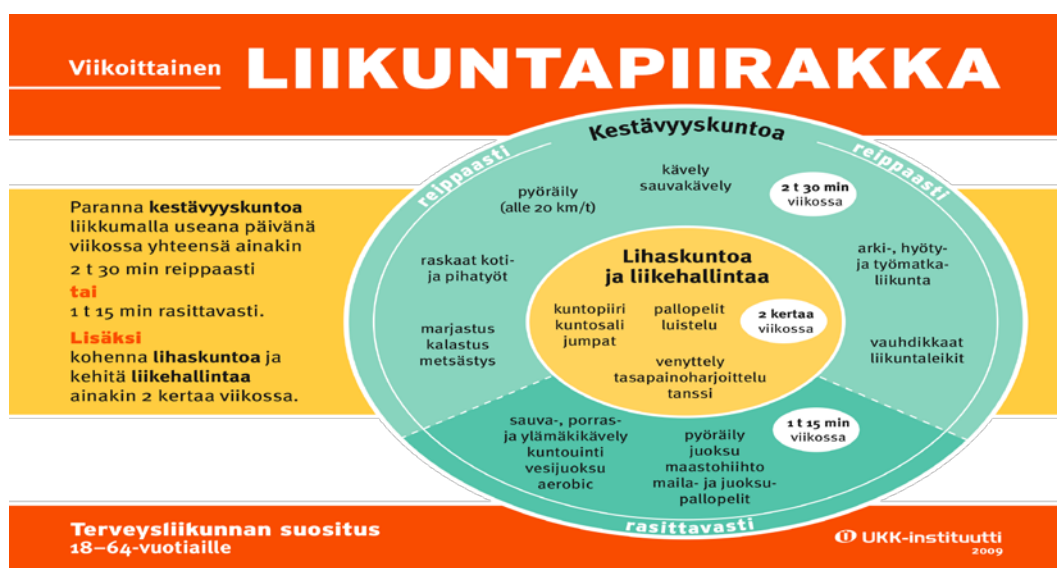 Viikoittainen LIIKUNTAPIIRAKKA
Paranna kestävyyskuntoa
liikkumalla useana päivänä
viikossa yhteensä ainakin
2 t 30 min reippaasti
tai
1 t 15 min rasittavasti.
Lisäksi
kohenna lihaskuntoa ja
kehitä liikehallintaa
ainakin 2 kertaa viikossa.
Kestävyyskuntoa
reippaasti
reippaasti
kävely
sauvakävely
2 t 30 min
viikossa
pyöräily
(alle 20 km/t)
raskaat koti-
ja pihatyöt
arki-, hyöty-
ja työmatka-
liikunta
marjastus
kalastus
metsästys
vauhdikkaat
liikuntaleikit
Lihaskuntoa
ja liikehallintaa
kuntopiiri
kuntosali
jumpat
pallopelit
luistelu
2 kertaa
viikossa
venyttely
tasapainoharjoittelu
tanssi
sauva-, porras-
ja ylämäkikävely
kuntouinti
vesijuoksu
aerobic
pyöräily
juoksu
maastohiihto
maila- ja juoksu-
pallopelit
1 t 15 min
viikossa
rasittavasti
Terveysliikunnan suositus
18–64-vuotiaille
UKK-instituutti
2009